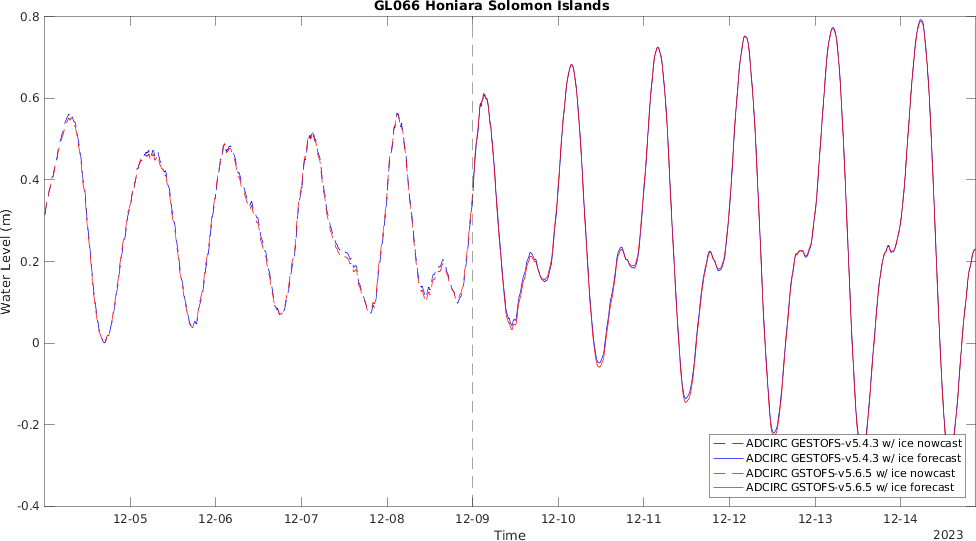 GL066 Honiara Solomon Islands
0.8
0.6
0.4
0.2
0
-0.2
-0.4
Water Level (m)
12-05 12-06 12-07 12-08 12-09 12-10 12-11 12-12 12-13 12-14
Time
2023
ADCIRC GESTOFS-v5.4.3 w/ ice nowcast
ADCIRC GESTOFS-v5.4.3 w/ ice forecast
ADCIRC GSTOFS-v5.6.5 w/ ice nowcast
ADCIRC GSTOFS-v5.6.5 w/ ice forecast